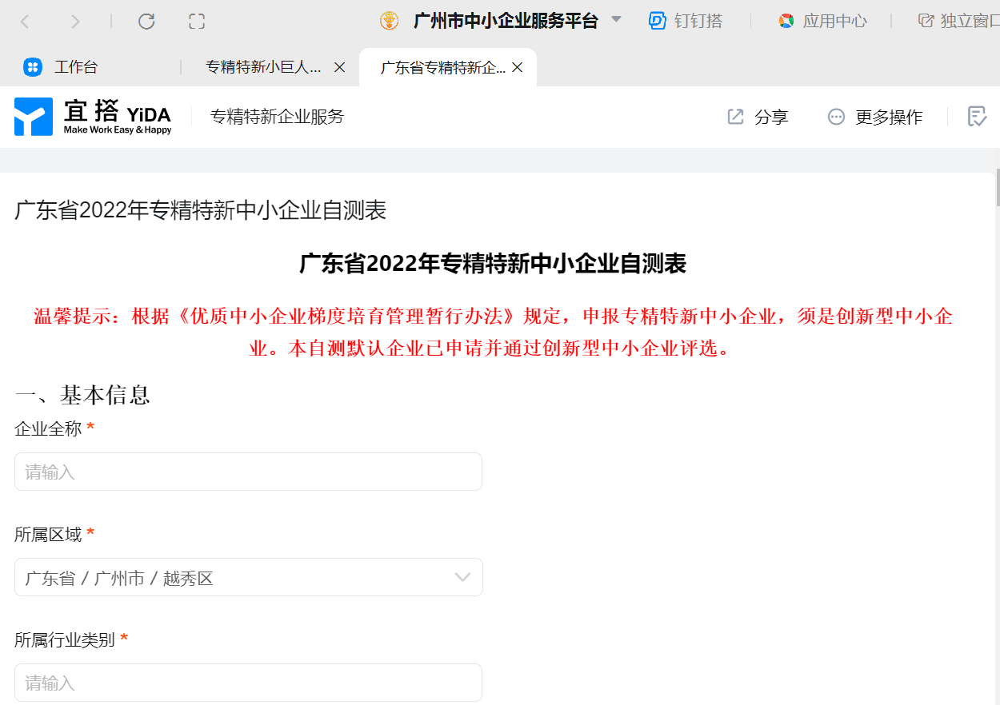 广州市中小企业服务平台
钉钉搭
应用中心
独立窗口
工作台
专精特新小巨人...
广东省专精特新企...
宜搭 YiDA
Make Work Easy & Happy
专精特新企业服务
分享
更多操作
广东省2022年专精特新中小企业自测表
广东省2022年专精特新中小企业自测表
温馨提示：根据《优质中小企业梯度培育管理暂行办法》规定，申报专精特新中小企业，须是创新型中小企
业。本自测默认企业已申请并通过创新型中小企业评选。
一、基本信息
企业全称 *
请输入
所属区域 *
广东省 / 广州市 / 越秀区
所属行业类别 *
请输入